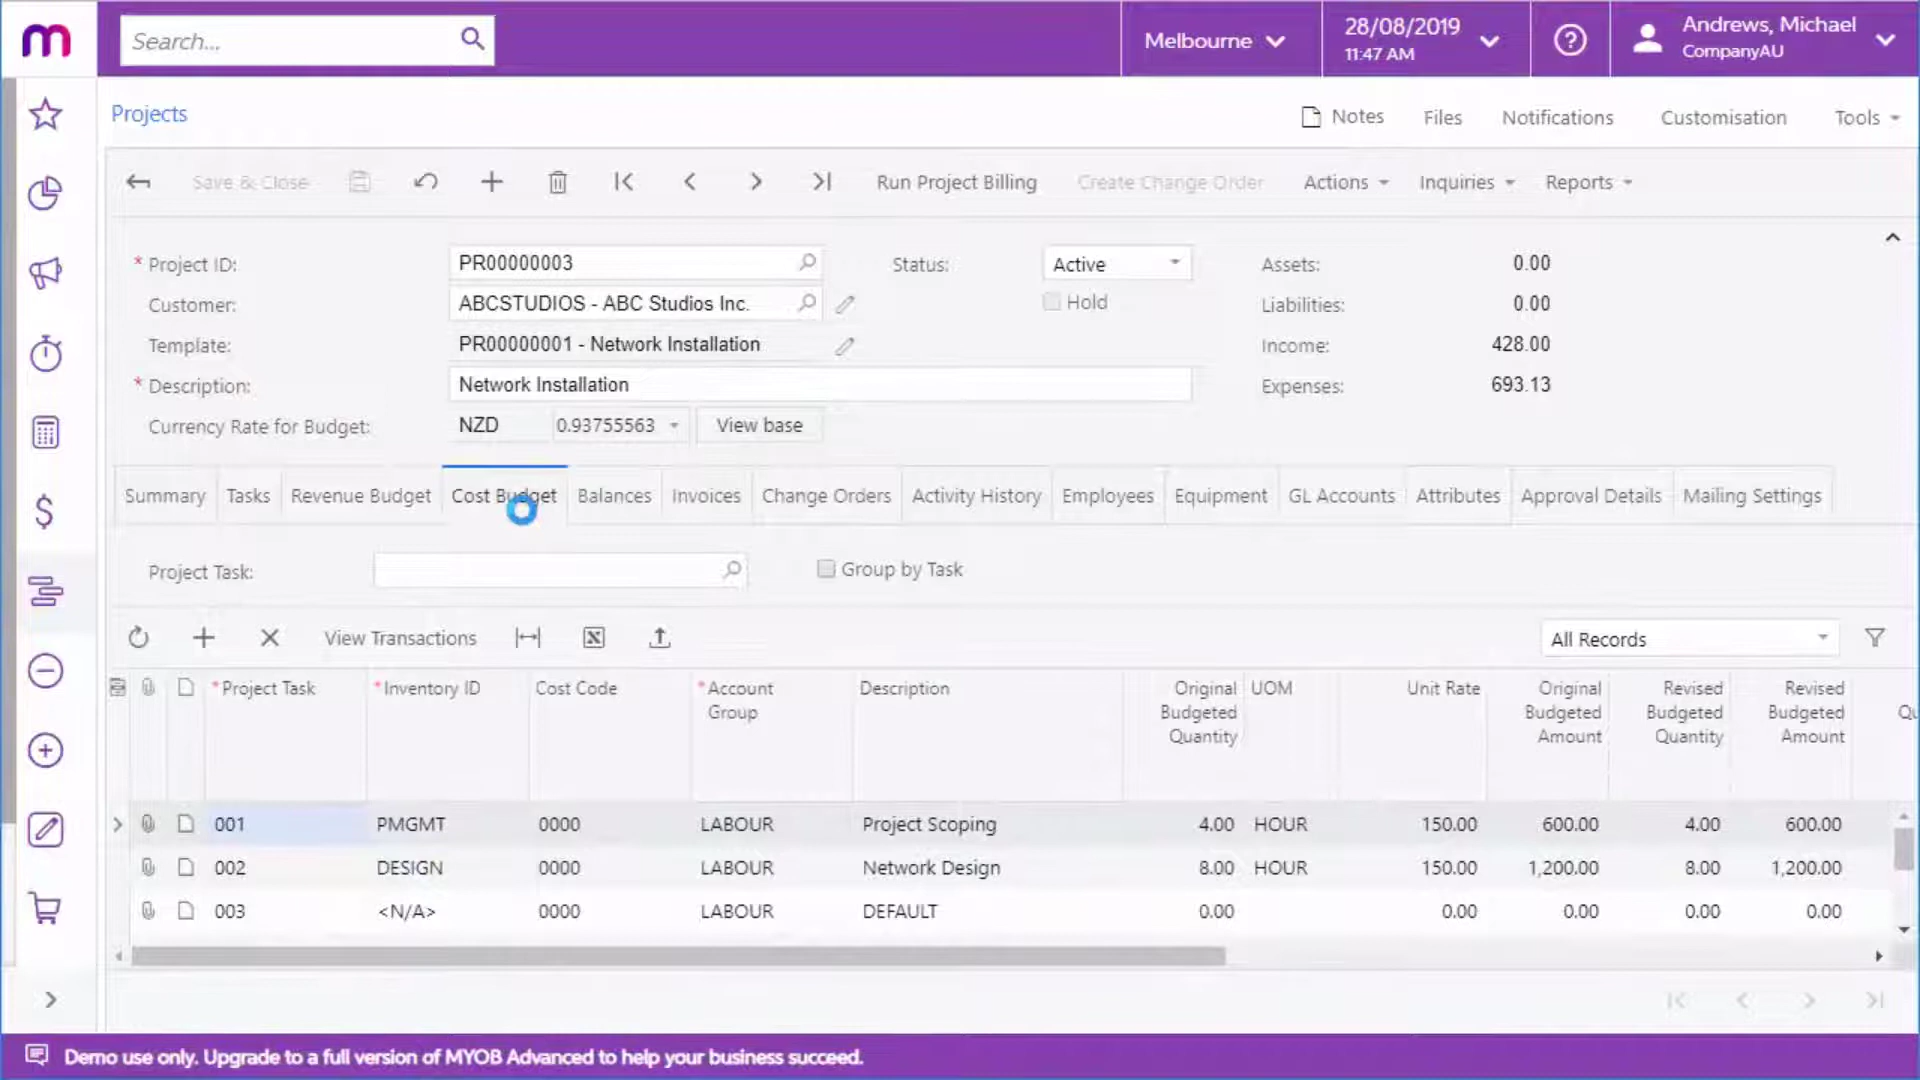 m Search... Melbourne 28/08/2019 11:47 AM Andrews, Michael CompanyAU
Projects Notes Files Notifications Customisation Tools
Save & Close Run Project Billing Create Change Order Actions Inquiries Reports
* Project ID: PR00000003 Status: Active Assets: 0.00
Customer: ABCSTUDIOS - ABC Studios Inc. Hold Liabilities: 0.00
Template: PR00000001 - Network Installation Income: 428.00
* Description: Network Installation Expenses: 693.13
Currency Rate for Budget: NZD 0.93755563 View base
Summary Tasks Revenue Budget Cost Budget Balances Invoices Change Orders Activity History Employees Equipment GL Accounts Attributes Approval Details Mailing Settings
Project Task: Group by Task
View Transactions All Records
* Project Task * Inventory ID Cost Code * Account Group Description Original Budgeted Quantity UOM Unit Rate Original Budgeted Amount Revised Budgeted Quantity Revised Budgeted Amount Qu
001 PMGMT 0000 LABOUR Project Scoping 4.00 HOUR 150.00 600.00 4.00 600.00
002 DESIGN 0000 LABOUR Network Design 8.00 HOUR 150.00 1,200.00 8.00 1,200.00
003 <N/A> 0000 LABOUR DEFAULT 0.00 0.00 0.00 0.00 0.00
Demo use only. Upgrade to a full version of MYOB Advanced to help your business succeed.